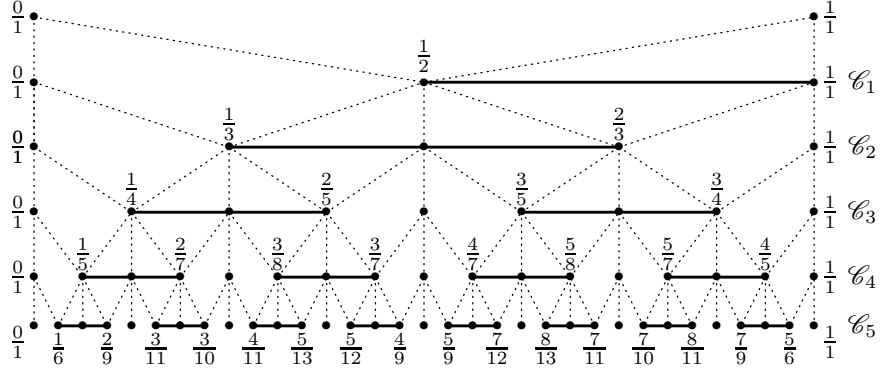 0/1 1/1
1/2
0/1 1/1 𝒞₁
1/3 2/3
0/1 1/1 𝒞₂
1/4 2/5 3/5 3/4
0/1 1/1 𝒞₃
1/5 2/7 3/8 3/7 4/7 5/8 5/7 4/5
0/1 1/1 𝒞₄
𝒞₅
0/1 1/6 2/9 3/11 3/10 4/11 5/13 5/12 4/9 5/9 7/12 8/13 7/11 7/10 8/11 7/9 5/6 1/1